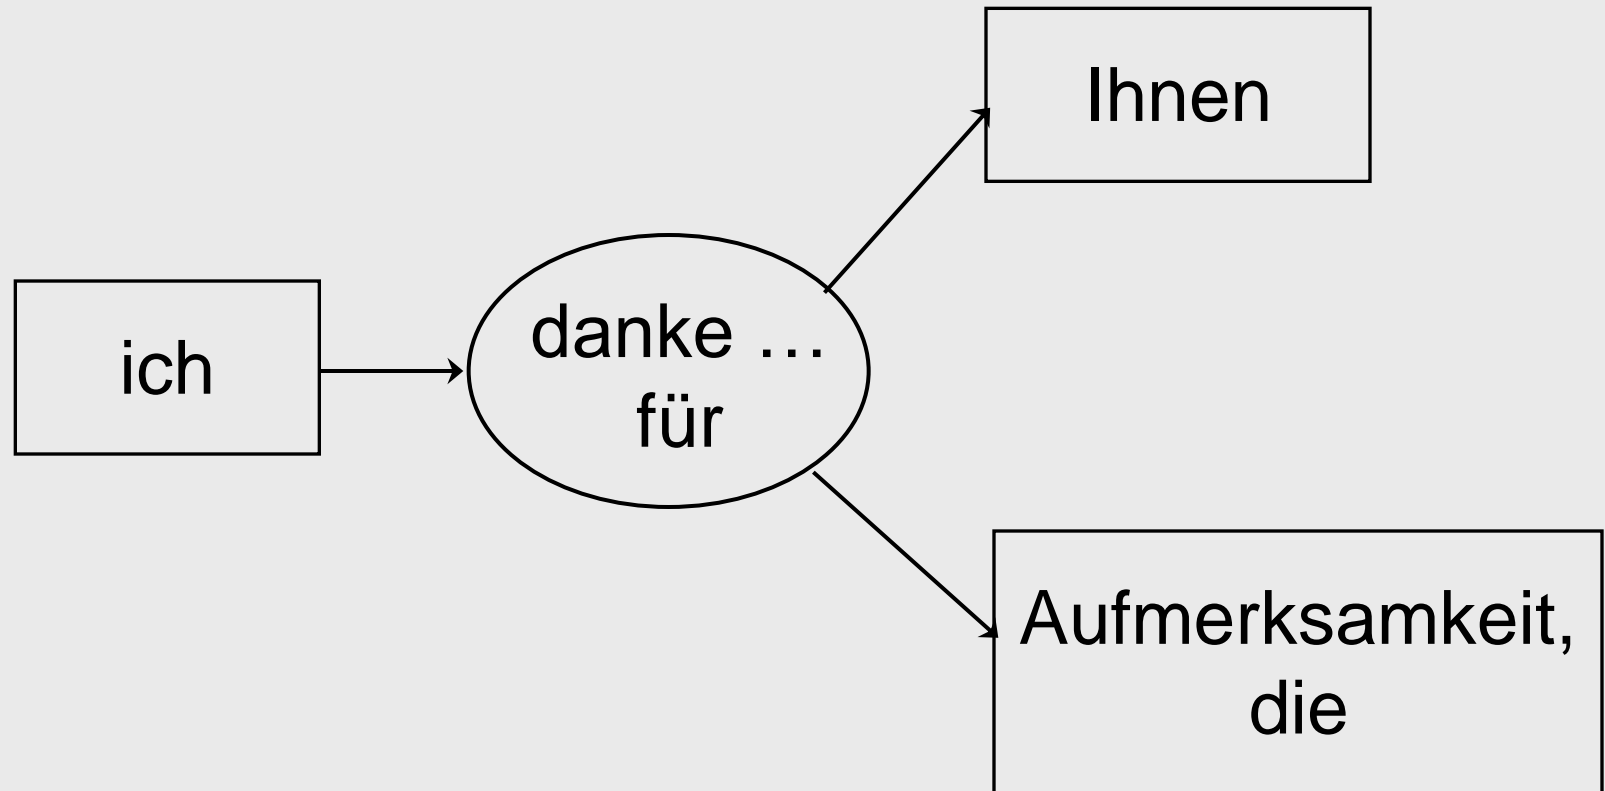 Ihnen
ich
danke …
für
Aufmerksamkeit,
die